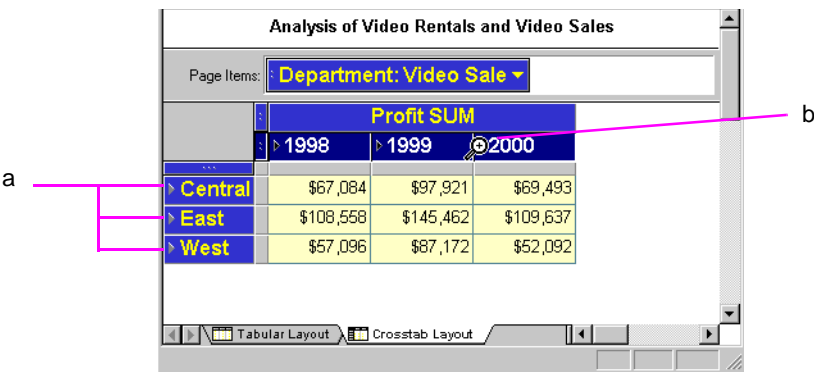 Analysis of Video Rentals and Video Sales
Page Items: Department: Video Sale
Profit SUM
b
1998 1999 2000
a
Central $67,084 $97,921 $69,493
East $108,558 $145,462 $109,637
West $57,096 $87,172 $52,092
Tabular Layout Crosstab Layout